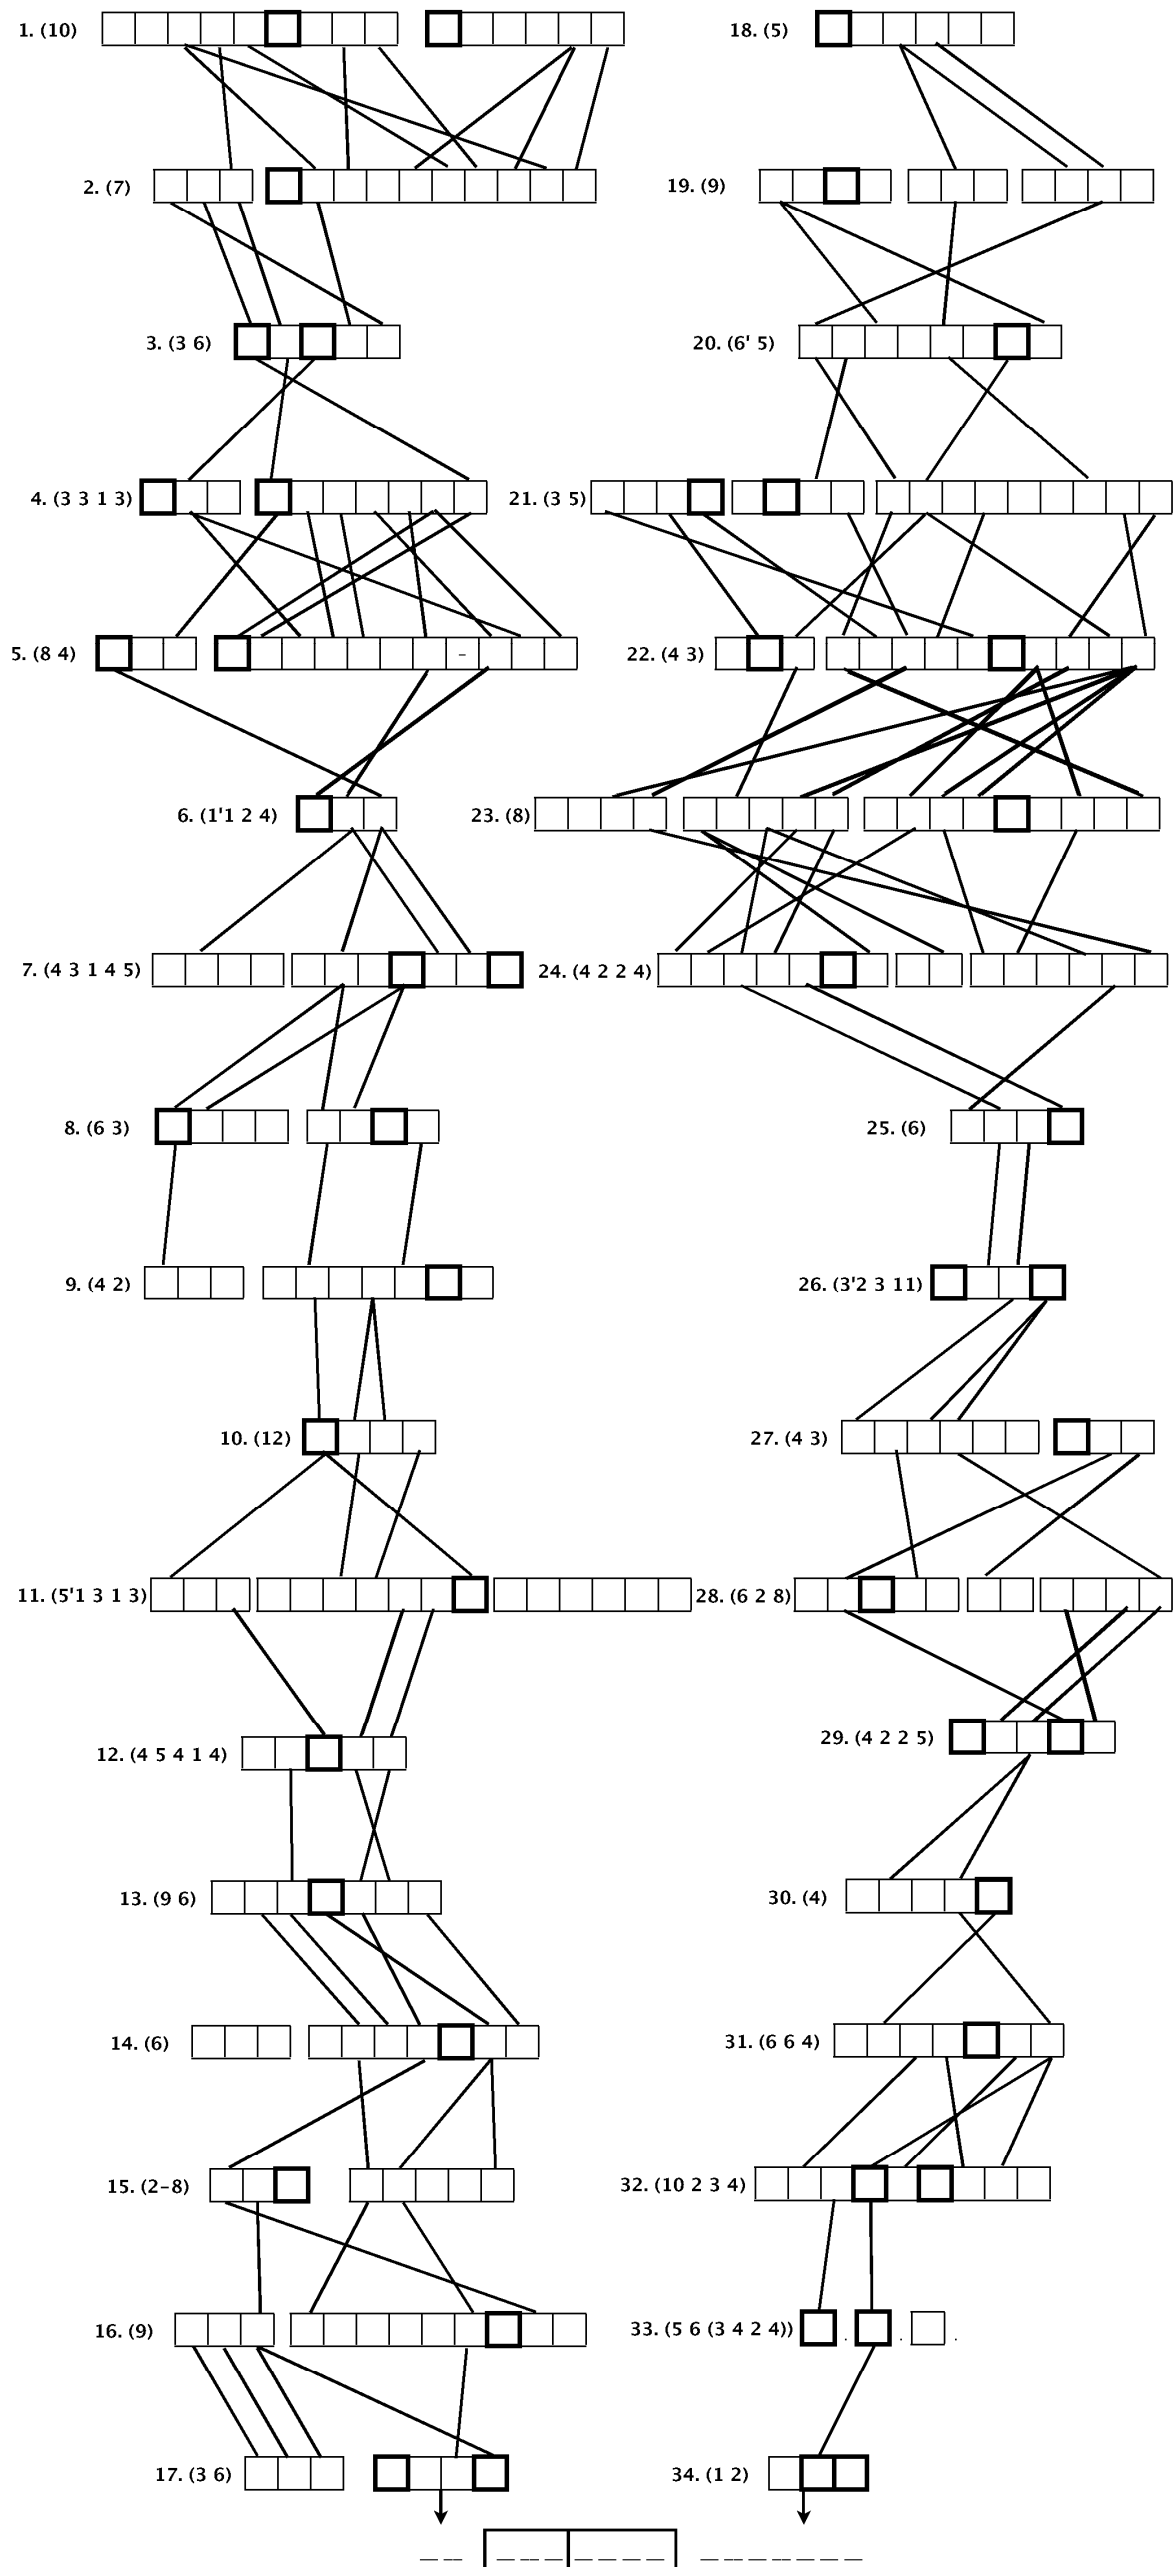 1. (10)
2. (7)
3. (3 6)
4. (3 3 1 3)
5. (8 4)
-
6. (1'1 2 4)
7. (4 3 1 4 5)
8. (6 3)
9. (4 2)
10. (12)
11. (5'1 3 1 3)
12. (4 5 4 1 4)
13. (9 6)
14. (6)
15. (2-8)
16. (9)
17. (3 6)
18. (5)
19. (9)
20. (6' 5)
21. (3 5)
22. (4 3)
23. (8)
24. (4 2 2 4)
25. (6)
26. (3'2 3 11)
27. (4 3)
28. (6 2 8)
29. (4 2 2 5)
30. (4)
31. (6 6 4)
32. (10 2 3 4)
33. (5 6 (3 4 2 4)) . . .
34. (1 2)